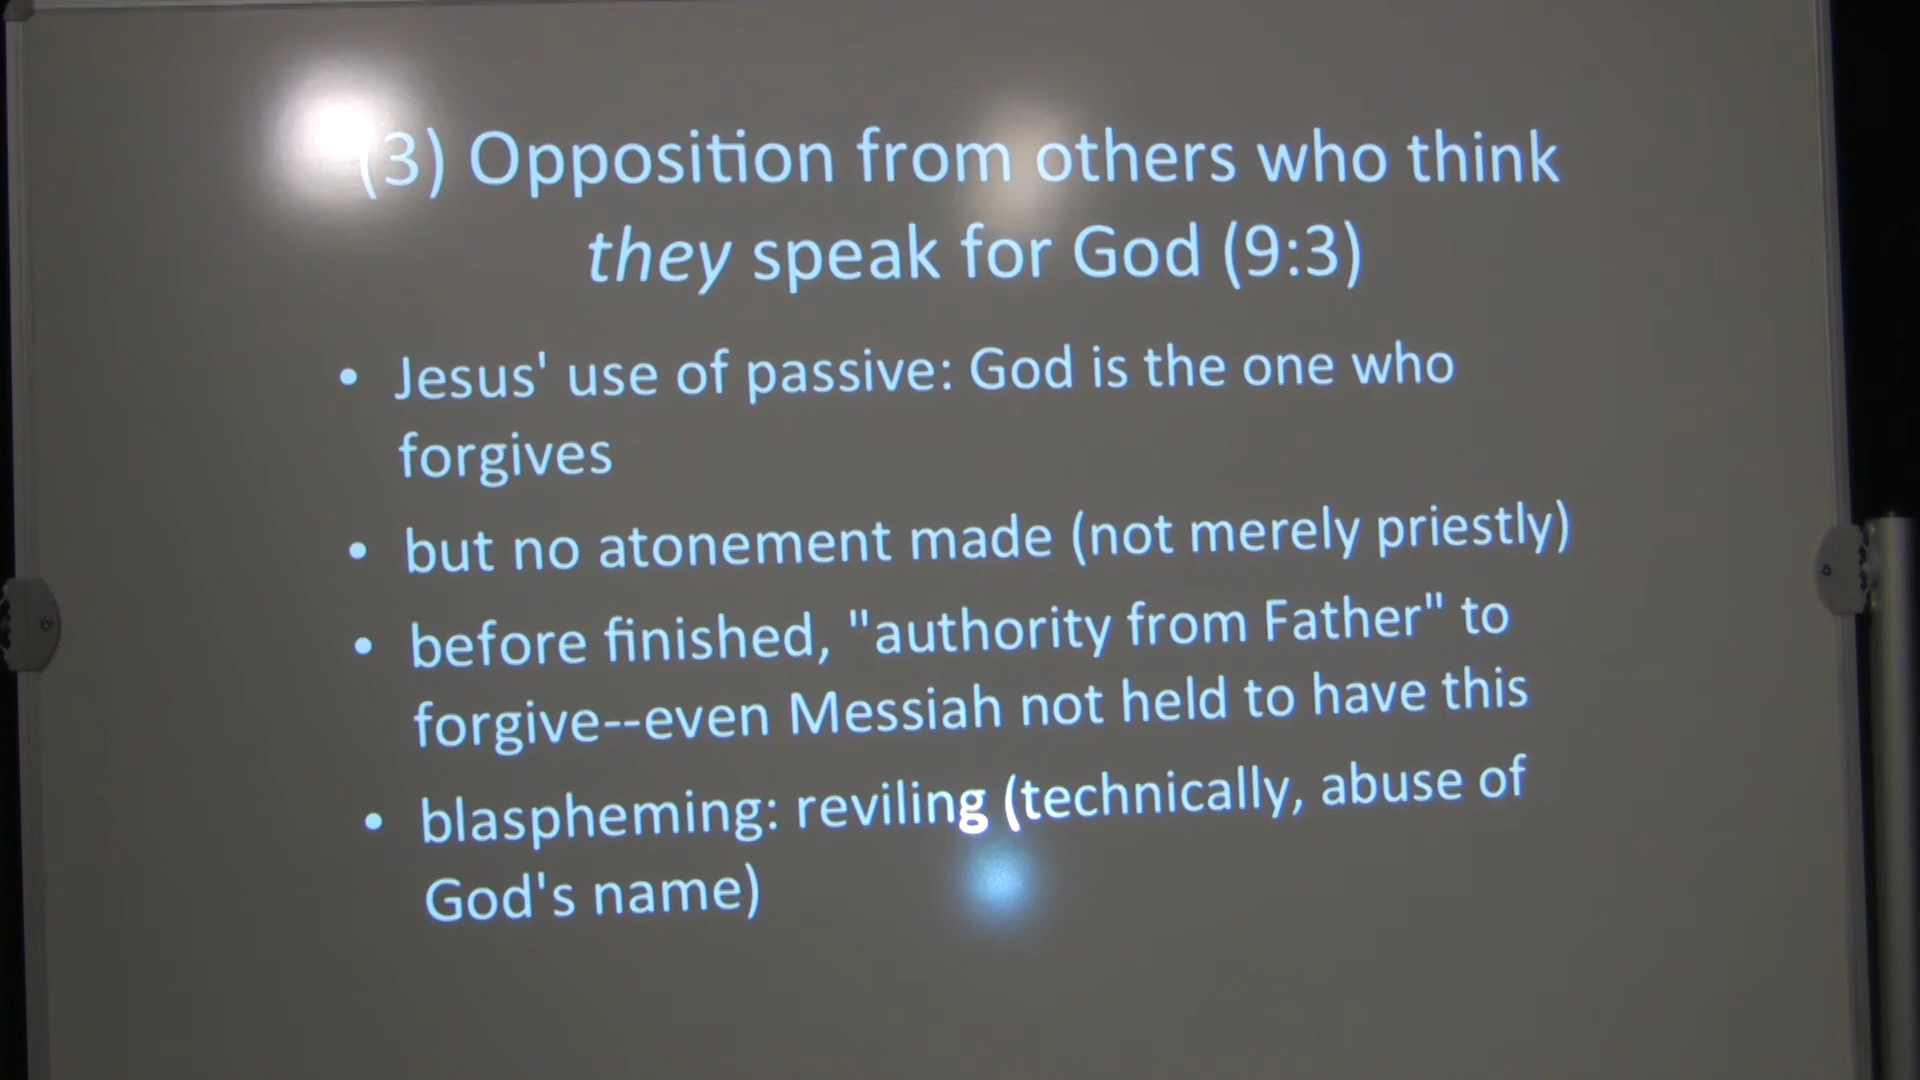 (3) Opposition from others who think
they speak for God (9:3)
• Jesus' use of passive: God is the one who
forgives
• but no atonement made (not merely priestly)
• before finished, "authority from Father" to
forgive--even Messiah not held to have this
• blaspheming: reviling (technically, abuse of
God's name)